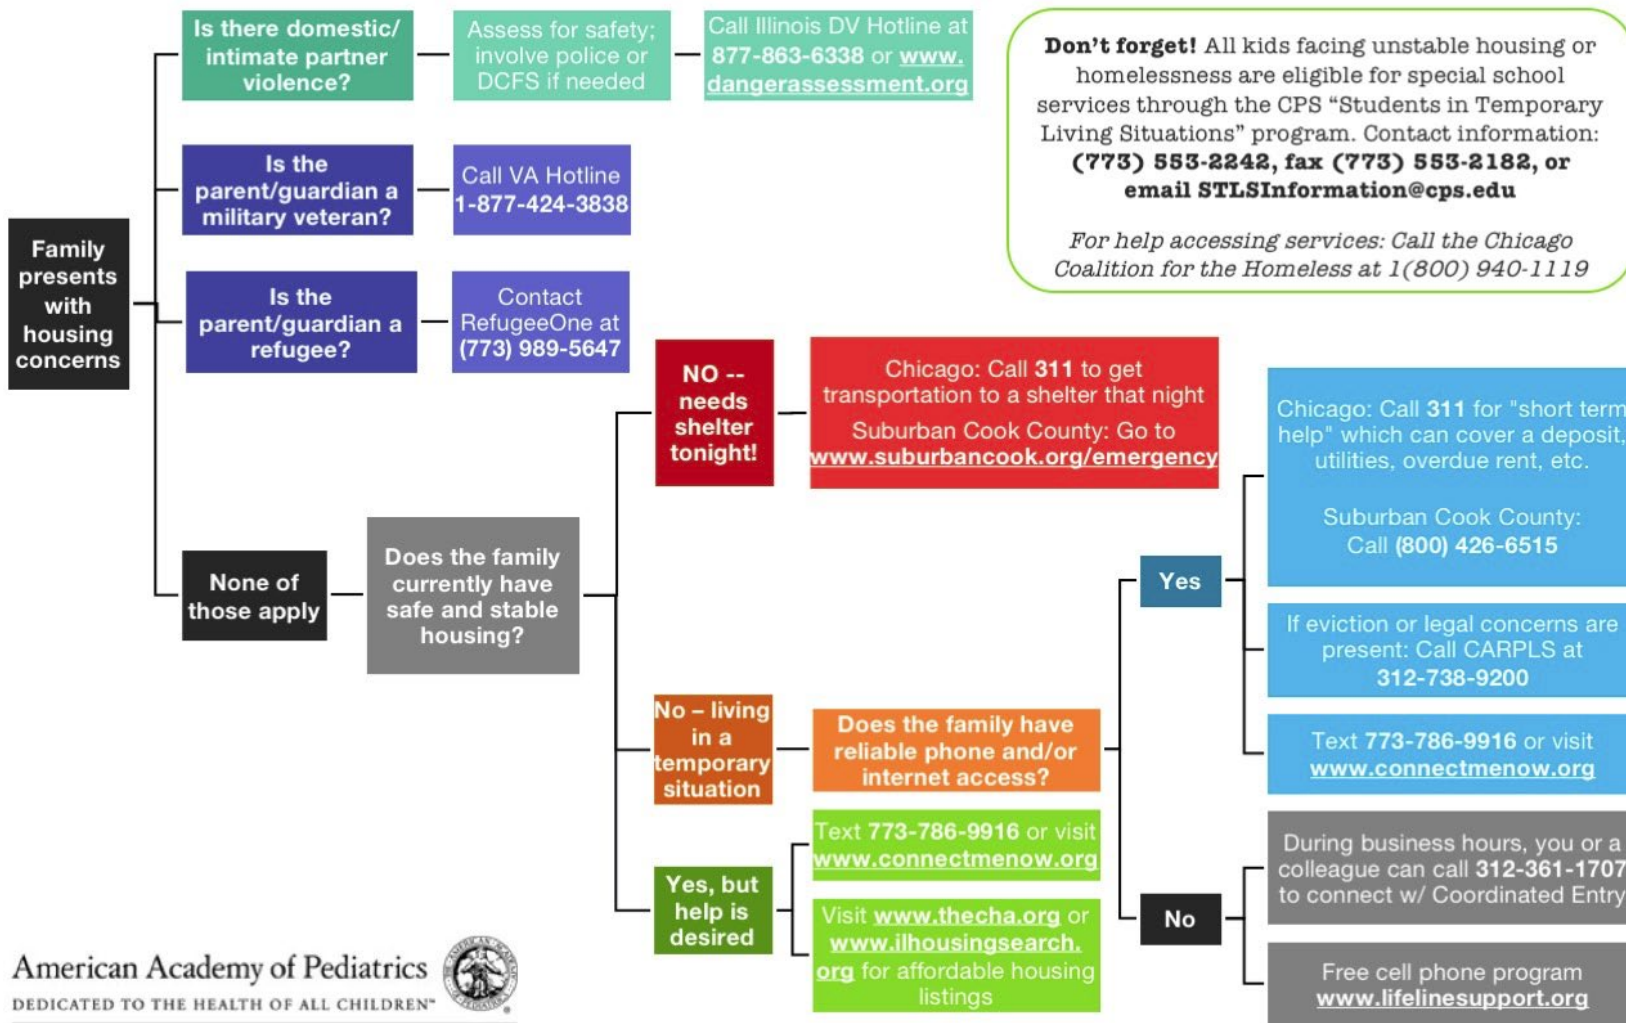 Is there domestic/
intimate partner
violence?
Assess for safety;
involve police or
DCFS if needed
Call Illinois DV Hotline at
877-863-6338 or www.
dangerassessment.org
Don't forget! All kids facing unstable housing or
homelessness are eligible for special school
services through the CPS “Students in Temporary
Living Situations” program. Contact information:
(773) 553-2242, fax (773) 553-2182, or
email STLSInformation@cps.edu
For help accessing services: Call the Chicago
Coalition for the Homeless at 1(800) 940-1119
Is the
parent/guardian a
military veteran?
Call VA Hotline
1-877-424-3838
Family
presents
with
housing
concerns
Is the
parent/guardian a
refugee?
Contact
RefugeeOne at
(773) 989-5647
None of
those apply
Does the family
currently have
safe and stable
housing?
NO --
needs
shelter
tonight!
Chicago: Call 311 to get
transportation to a shelter that night
Suburban Cook County: Go to
www.suburbancook.org/emergency
No – living
in a
temporary
situation
Does the family have
reliable phone and/or
internet access?
Yes
Chicago: Call 311 for "short term
help" which can cover a deposit,
utilities, overdue rent, etc.
Suburban Cook County:
Call (800) 426-6515
If eviction or legal concerns are
present: Call CARPLS at
312-738-9200
Text 773-786-9916 or visit
www.connectmenow.org
No
During business hours, you or a
colleague can call 312-361-1707
to connect w/ Coordinated Entry
Free cell phone program
www.lifelinesupport.org
Yes, but
help is
desired
Text 773-786-9916 or visit
www.connectmenow.org
Visit www.thecha.org or
www.ilhousingsearch.
org for affordable housing
listings
American Academy of Pediatrics
DEDICATED TO THE HEALTH OF ALL CHILDREN™